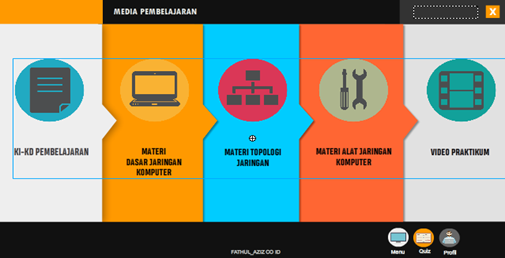 MEDIA PEMBELAJARAN
X
KI-KD PEMBELAJARAN
MATERI
DASAR JARINGAN
KOMPUTER
MATERI TOPOLOGI
JARINGAN
MATERI ALAT JARINGAN
KOMPUTER
VIDEO PRAKTIKUM
Menu
Quiz
Profil
FATHUL_AZIZ.CO ID